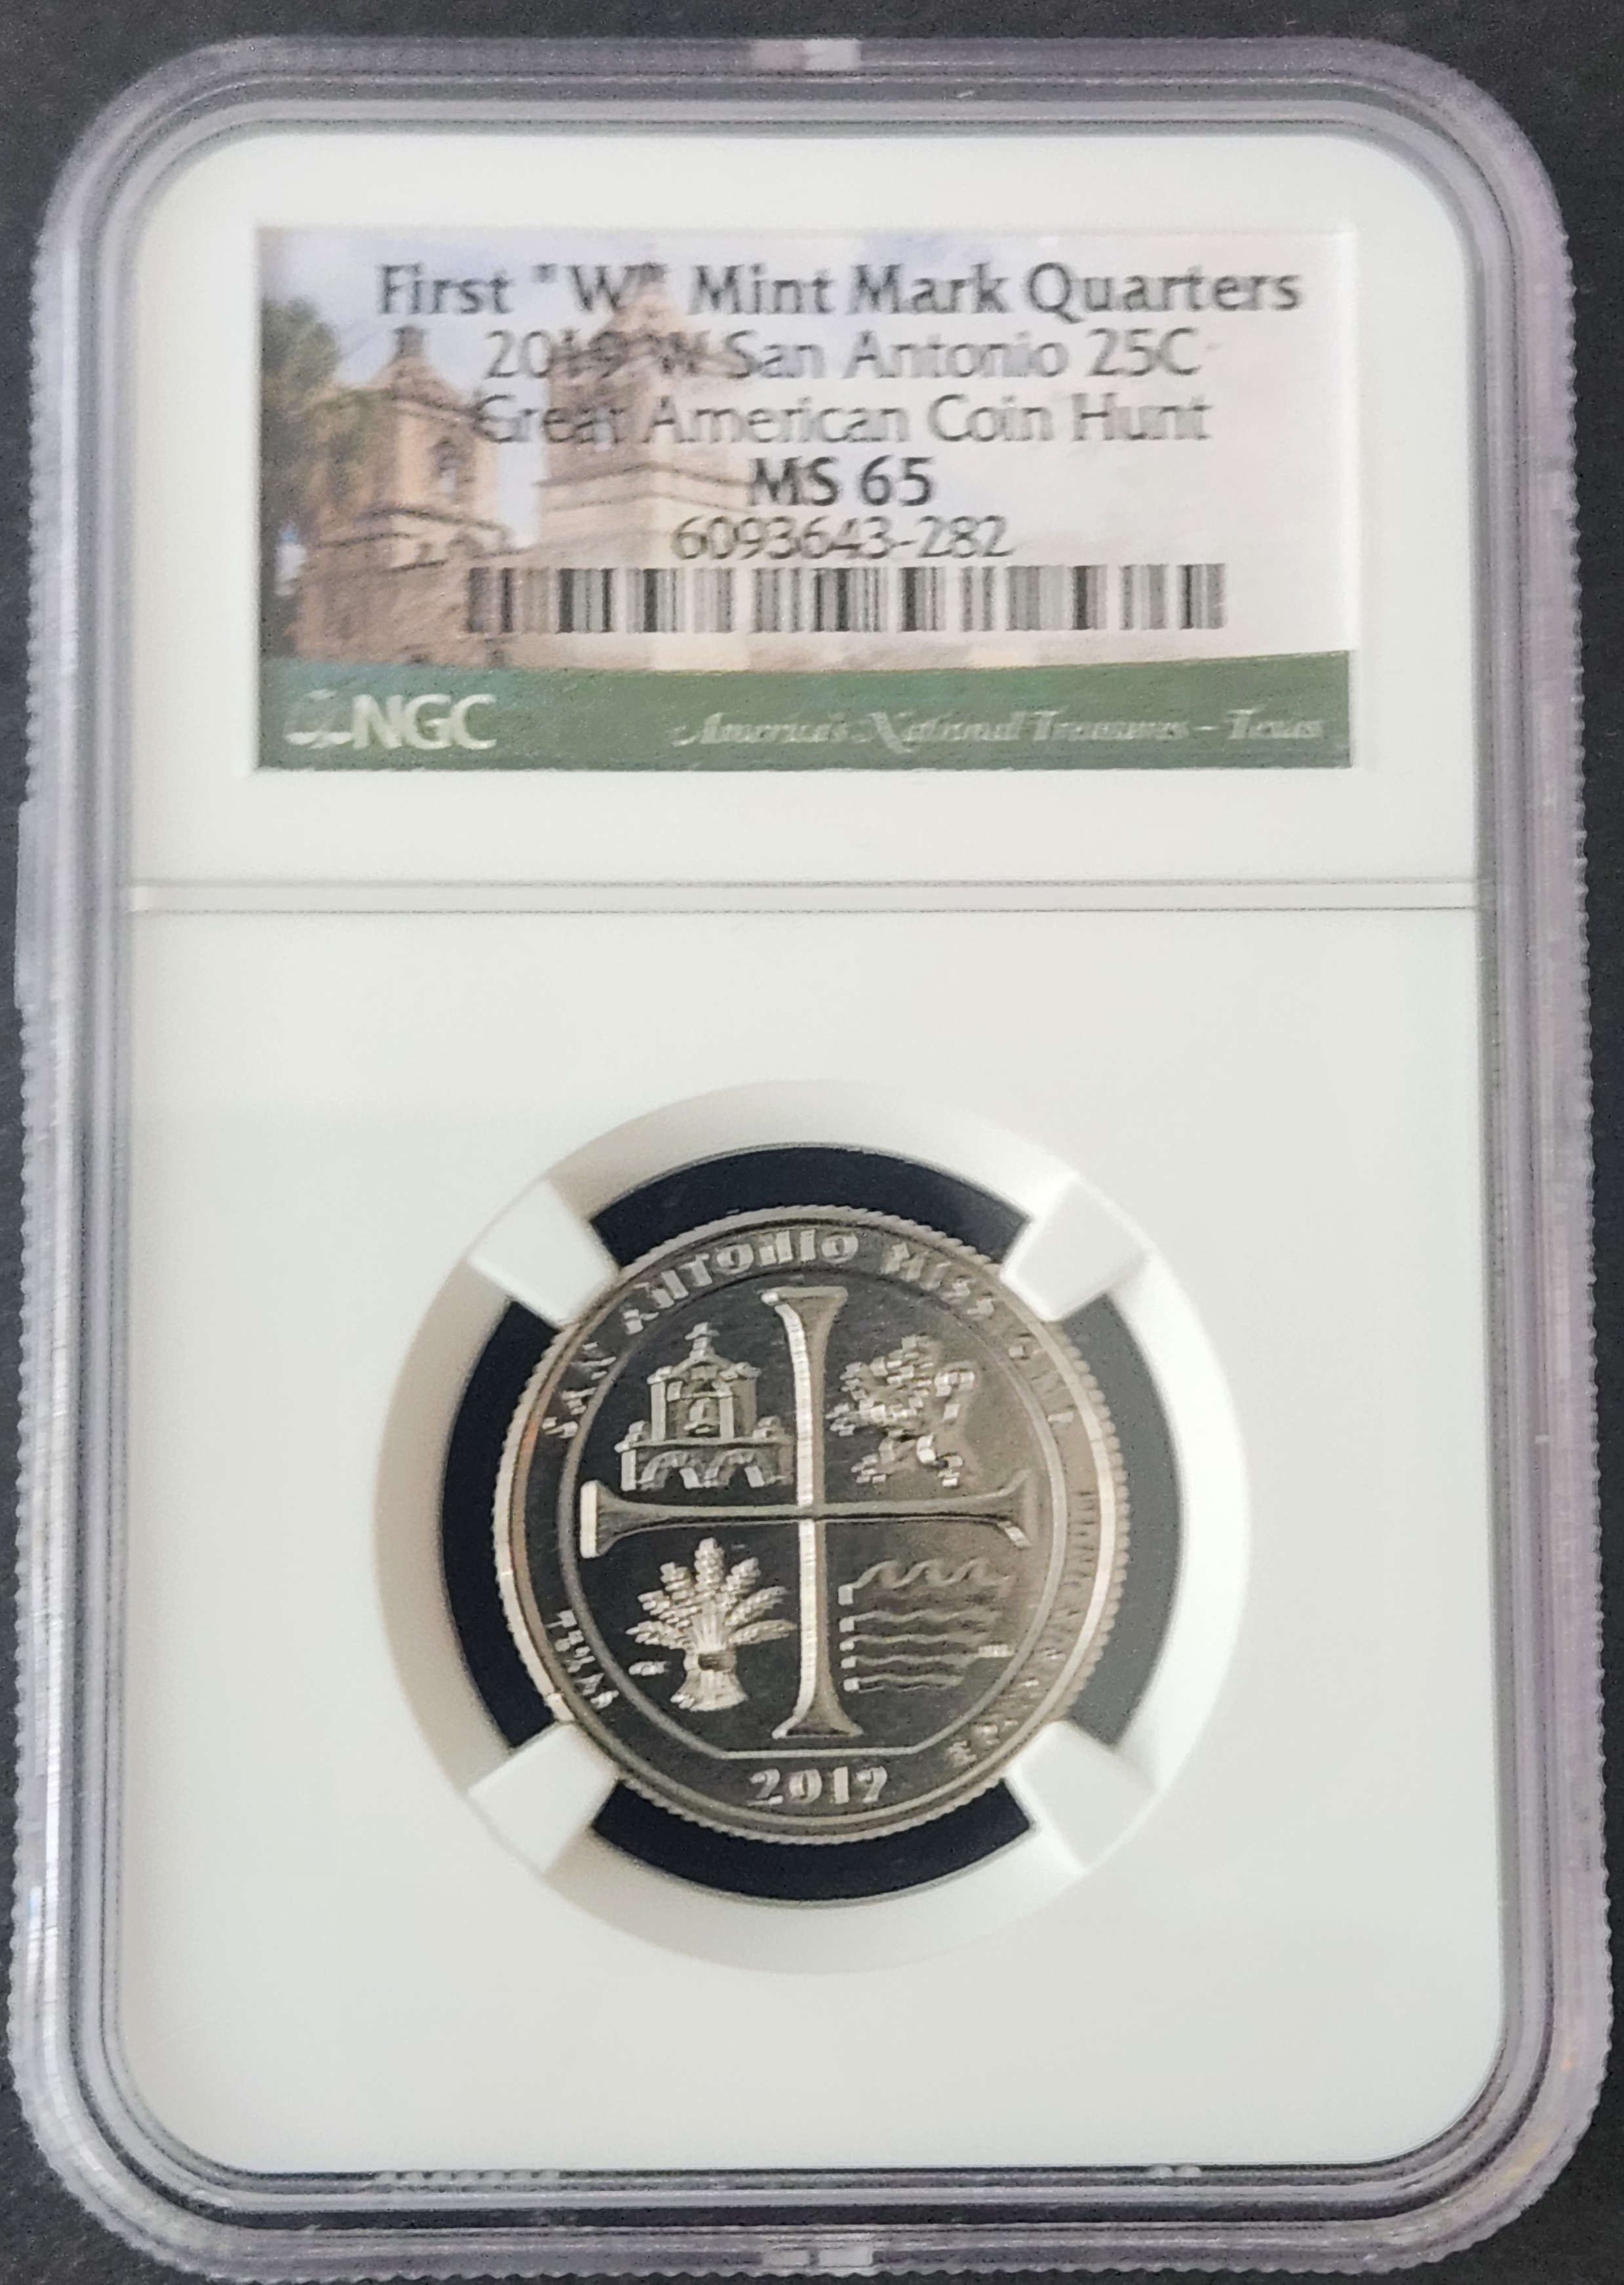 First "W" Mint Mark Quarters
2019 W San Antonio 25C
Great American Coin Hunt
MS 65
6093643-282
NGC
America's National Treasures - Texas
SAN ANTONIO MISSIONS
TEXAS
2019